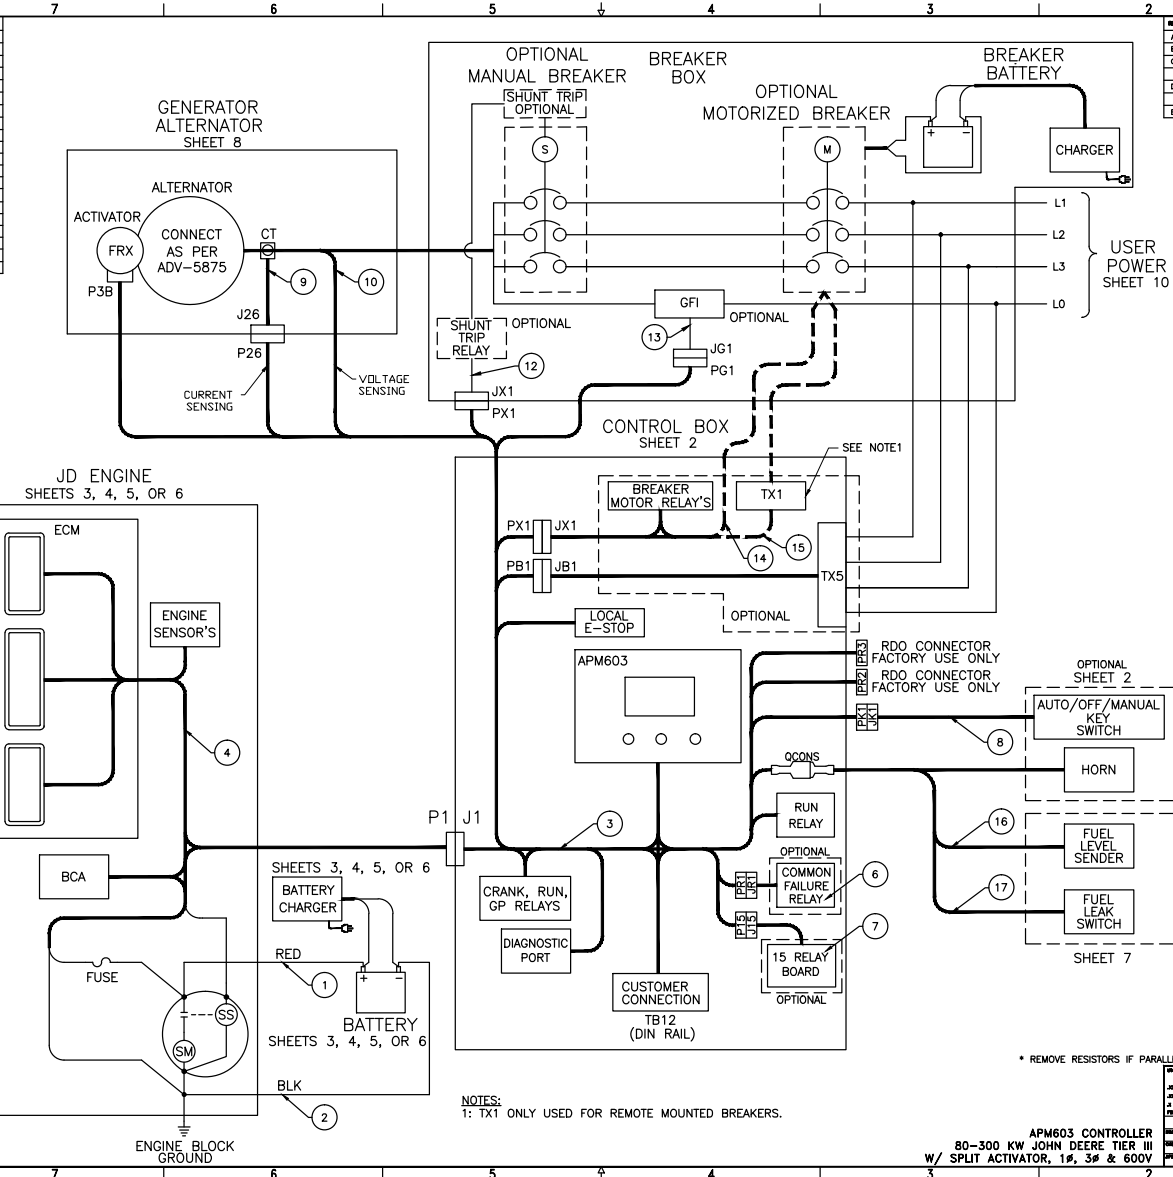 7 6 5 4 3 2
OPTIONAL
MANUAL BREAKER
BREAKER
BOX
BREAKER
BATTERY
SHUNT TRIP
OPTIONAL
OPTIONAL
MOTORIZED BREAKER
GENERATOR
ALTERNATOR
SHEET 8
S
M
+ −
CHARGER
ALTERNATOR
ACTIVATOR
FRX
CONNECT
AS PER
ADV-5875
CT
P3B
9
10
J26
P26
CURRENT
SENSING
VOLTAGE
SENSING
L1
L2
L3
L0
USER
POWER
SHEET 10
GFI
OPTIONAL
SHUNT
TRIP
RELAY
OPTIONAL
12
13
JG1
PG1
JX1
PX1
CONTROL BOX
SHEET 2
SEE NOTE1
JD ENGINE
SHEETS 3, 4, 5, OR 6
ECM
BREAKER
MOTOR RELAY'S
TX1
PX1 JX1
14
15
PB1 JB1
TX5
OPTIONAL
LOCAL
E-STOP
ENGINE
SENSOR'S
APM603
PR3
RDO CONNECTOR
FACTORY USE ONLY
PR2
RDO CONNECTOR
FACTORY USE ONLY
PK1
JK1
8
OPTIONAL
SHEET 2
AUTO/OFF/MANUAL
KEY
SWITCH
HORN
QCONS
4
RUN
RELAY
P1 J1
3
16
FUEL
LEVEL
SENDER
17
FUEL
LEAK
SWITCH
SHEET 7
BCA
SHEETS 3, 4, 5, OR 6
BATTERY
CHARGER
CRANK, RUN,
GP RELAYS
DIAGNOSTIC
PORT
PR1
JR1
OPTIONAL
COMMON
FAILURE
RELAY
6
P15
J15
7
15 RELAY
BOARD
OPTIONAL
CUSTOMER
CONNECTION
TB12
(DIN RAIL)
FUSE
RED
1
+ −
BATTERY
SHEETS 3, 4, 5, OR 6
SS
SM
BLK
2
ENGINE BLOCK
GROUND
NOTES:
1: TX1 ONLY USED FOR REMOTE MOUNTED BREAKERS.
* REMOVE RESISTORS IF PARALL
APM603 CONTROLLER
80-300 KW JOHN DEERE TIER III
W/ SPLIT ACTIVATOR, 1ø, 3ø & 600V
7 6 5 4 3 2